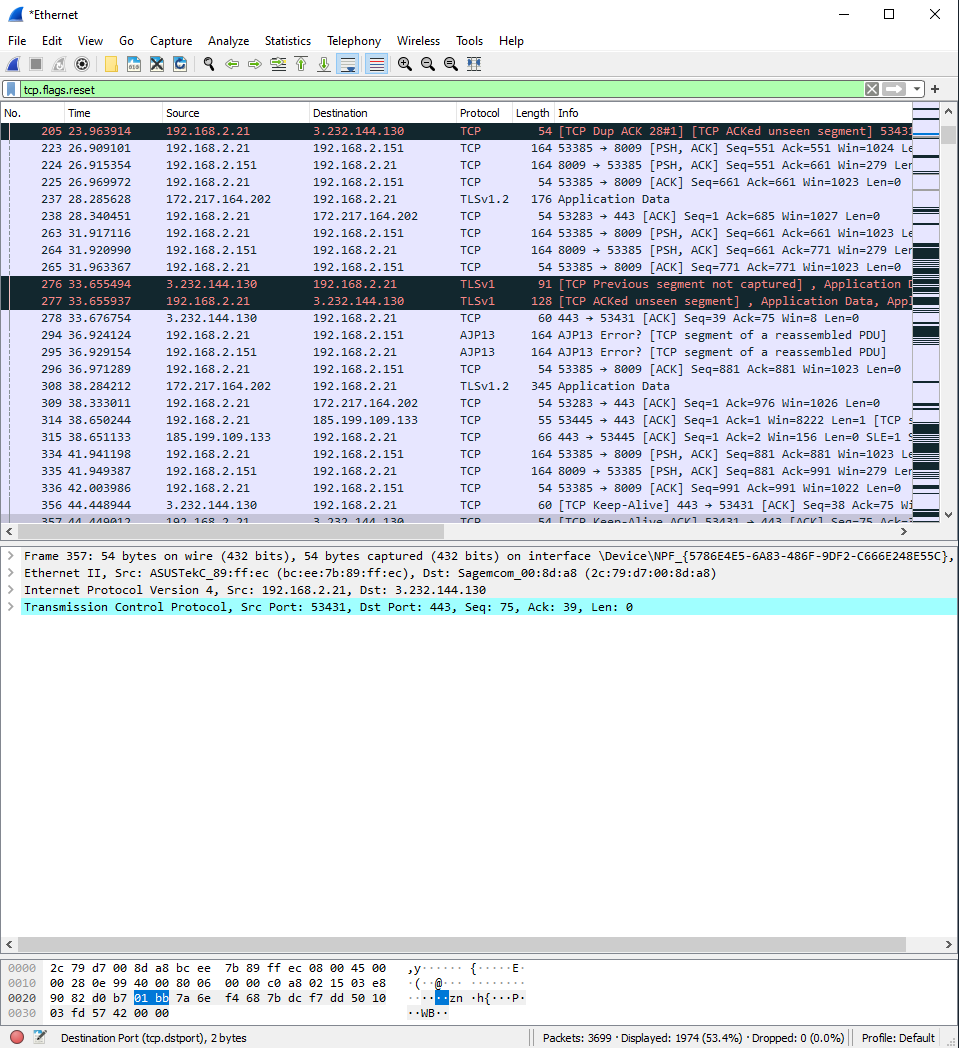 *Ethernet
File Edit View Go Capture Analyze Statistics Telephony Wireless Tools Help
tcp.flags.reset
No. Time Source Destination Protocol Length Info
205 23.963914 192.168.2.21 3.232.144.130 TCP 54 [TCP Dup ACK 28#1] [TCP ACKed unseen segment] 53431
223 26.909101 192.168.2.21 192.168.2.151 TCP 164 53385 → 8009 [PSH, ACK] Seq=551 Ack=551 Win=1024 Le
224 26.915354 192.168.2.151 192.168.2.21 TCP 164 8009 → 53385 [PSH, ACK] Seq=551 Ack=661 Win=279 Len
225 26.969972 192.168.2.21 192.168.2.151 TCP 54 53385 → 8009 [ACK] Seq=661 Ack=661 Win=1023 Len=0
237 28.285628 172.217.164.202 192.168.2.21 TLSv1.2 176 Application Data
238 28.340451 192.168.2.21 172.217.164.202 TCP 54 53283 → 443 [ACK] Seq=1 Ack=685 Win=1027 Len=0
263 31.917116 192.168.2.21 192.168.2.151 TCP 164 53385 → 8009 [PSH, ACK] Seq=661 Ack=661 Win=1023 Le
264 31.920990 192.168.2.151 192.168.2.21 TCP 164 8009 → 53385 [PSH, ACK] Seq=661 Ack=771 Win=279 Len
265 31.963367 192.168.2.21 192.168.2.151 TCP 54 53385 → 8009 [ACK] Seq=771 Ack=771 Win=1023 Len=0
276 33.655494 3.232.144.130 192.168.2.21 TLSv1 91 [TCP Previous segment not captured] , Application D
277 33.655937 192.168.2.21 3.232.144.130 TLSv1 128 [TCP ACKed unseen segment] , Application Data, Appl
278 33.676754 3.232.144.130 192.168.2.21 TCP 60 443 → 53431 [ACK] Seq=39 Ack=75 Win=8 Len=0
294 36.924124 192.168.2.21 192.168.2.151 AJP13 164 AJP13 Error? [TCP segment of a reassembled PDU]
295 36.929154 192.168.2.151 192.168.2.21 AJP13 164 AJP13 Error? [TCP segment of a reassembled PDU]
296 36.971289 192.168.2.21 192.168.2.151 TCP 54 53385 → 8009 [ACK] Seq=881 Ack=881 Win=1023 Len=0
308 38.284212 172.217.164.202 192.168.2.21 TLSv1.2 345 Application Data
309 38.333011 192.168.2.21 172.217.164.202 TCP 54 53283 → 443 [ACK] Seq=1 Ack=976 Win=1026 Len=0
314 38.650244 192.168.2.21 185.199.109.133 TCP 55 53445 → 443 [ACK] Seq=1 Ack=1 Win=8222 Len=1 [TCP s
315 38.651133 185.199.109.133 192.168.2.21 TCP 66 443 → 53445 [ACK] Seq=1 Ack=2 Win=156 Len=0 SLE=1 S
334 41.941198 192.168.2.21 192.168.2.151 TCP 164 53385 → 8009 [PSH, ACK] Seq=881 Ack=881 Win=1023 Le
335 41.949387 192.168.2.151 192.168.2.21 TCP 164 8009 → 53385 [PSH, ACK] Seq=881 Ack=991 Win=279 Len
336 42.003986 192.168.2.21 192.168.2.151 TCP 54 53385 → 8009 [ACK] Seq=991 Ack=991 Win=1022 Len=0
356 44.448944 3.232.144.130 192.168.2.21 TCP 60 [TCP Keep-Alive] 443 → 53431 [ACK] Seq=38 Ack=75 Wi
357 44.449012 192.168.2.21 3.232.144.130 TCP 54 [TCP Keep-Alive ACK] 53431 → 443 [ACK] Seq=75 Ack=3
Frame 357: 54 bytes on wire (432 bits), 54 bytes captured (432 bits) on interface \Device\NPF_{5786E4E5-6A83-486F-9DF2-C666E248E55C},
Ethernet II, Src: ASUSTekC_89:ff:ec (bc:ee:7b:89:ff:ec), Dst: Sagemcom_00:8d:a8 (2c:79:d7:00:8d:a8)
Internet Protocol Version 4, Src: 192.168.2.21, Dst: 3.232.144.130
Transmission Control Protocol, Src Port: 53431, Dst Port: 443, Seq: 75, Ack: 39, Len: 0
0000 2c 79 d7 00 8d a8 bc ee 7b 89 ff ec 08 00 45 00 ,y······ {·····E·
0010 00 28 0e 99 40 00 80 06 00 00 c0 a8 02 15 03 e8 ·(··@··· ········
0020 90 82 d0 b7 01 bb 7a 6e f4 68 7b dc f7 dd 50 10 ······zn ·h{···P·
0030 03 fd 57 42 00 00 ··WB··
Destination Port (tcp.dstport), 2 bytes Packets: 3699 · Displayed: 1974 (53.4%) · Dropped: 0 (0.0%) Profile: Default